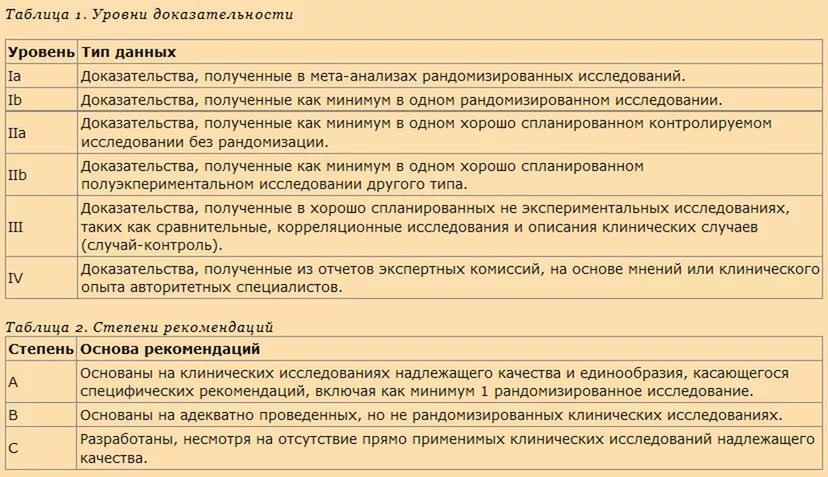 Таблица 1. Уровни доказательности
Уровень Тип данных
Ia Доказательства, полученные в мета-анализах рандомизированных исследований.
Ib Доказательства, полученные как минимум в одном рандомизированном исследовании.
IIa Доказательства, полученные как минимум в одном хорошо спланированном контролируемом
исследовании без рандомизации.
IIb Доказательства, полученные как минимум в одном хорошо спланированном
полуэкпериментальном исследовании другого типа.
III Доказательства, полученные в хорошо спланированных не экспериментальных исследованиях,
таких как сравнительные, корреляционные исследования и описания клинических случаев
(случай-контроль).
IV Доказательства, полученные из отчетов экспертных комиссий, на основе мнений или клинического
опыта авторитетных специалистов.
Таблица 2. Степени рекомендаций
Степень Основа рекомендаций
A Основаны на клинических исследованиях надлежащего качества и единообразия, касающегося
специфических рекомендаций, включая как минимум 1 рандомизированное исследование.
B Основаны на адекватно проведенных, но не рандомизированных клинических исследованиях.
C Разработаны, несмотря на отсутствие прямо применимых клинических исследований надлежащего
качества.